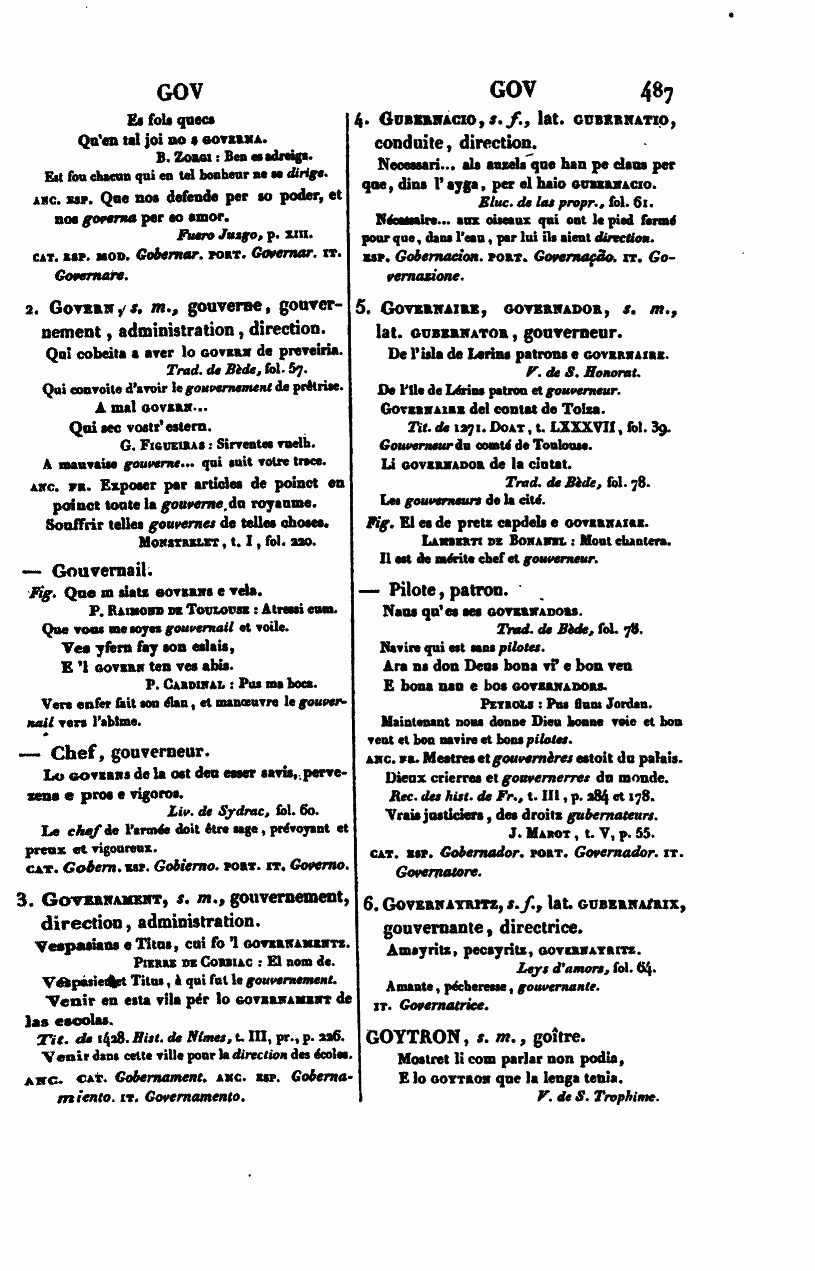 GOV
Es fols quecs
Qu'en tal joi no s GOVERNA.
B. ZORGI : Ben es adreigs.
Est fou chacun qui en tel bonheur ne se dirige.
ANC. ESP. Que nos defende per so poder, et
nos governa per so amor.
Fuero Jusgo, p. XIII.
CAT. ESP. MOD. Gobernar. PORT. Governar. IT.
Governare.
2. GOVERN, s. m., gouverne, gouver-
nement, administration, direction.
Qui cobeita a aver lo GOVERN de preveiria.
Trad. de Bède, fol. 57.
Qui convoite d'avoir le gouvernement de prêtrise.
A mal GOVERN...
Qui sec vostr' estern.
G. FIGUEIRAS : Sirventes vuelh.
A mauvaise gouverne... qui suit votre trace.
ANC. FR. Exposer par articles de poinct en
poinct toute la gouverne du royaume.
Souffrir telles gouvernes de telles choses.
MONSTRELET, t. I, fol. 220.
— Gouvernail.
Fig. Que m siatz GOVERNS e vela.
P. RAIMOND DE TOULOUSE : Atressi cum.
Que vous me soyez gouvernail et voile.
Ves yfern fay son eslais,
E 'l GOVERN ten ves abis.
P. CARDINAL : Pus ma boca.
Vers enfer fait son élan, et manœuvre le gouver-
nail vers l'abîme.
— Chef, gouverneur.
Lo GOVERNS de la ost deu esser savis, perve-
zens e pros e vigoros.
Liv. de Sydrac, fol. 60.
Le chef de l'armée doit être sage, prévoyant et
preux et vigoureux.
CAT. Gobern. ESP. Gobierno. PORT. IT. Governo.
3. GOVERNAMENT, s. m., gouvernement,
direction, administration.
Vespasians e Titus, cui fo 'l GOVERNAMENTZ.
PIERRE DE CORBIAC : El nom de.
Vespasien et Titus, à qui fut le gouvernement.
Venir en esta vila pér lo GOVERNAMENT de
las escolas.
Tit. de 1428. Hist. de Nîmes, t. III, pr., p. 226.
Venir dans cette ville pour la direction des écoles.
ANC. CAT. Gobernament. ANC. ESP. Goberna-
miento. IT. Governamento.
GOV 487
4. GUBERNACIO, s. f., lat. GUBERNATIO,
conduite, direction.
Necessari... als auzels que han pe claus per
que, dins l'ayga, per el haio GUBERNACIO.
Eluc. de las propr., fol. 61.
Nécessaire... aux oiseaux qui ont le pied fermé
pour que, dans l'eau, par lui ils aient direction.
ESP. Gobernacion. PORT. Governação. IT. Go-
vernazione.
5. GOVERNAIRE, GOVERNADOR, s. m.,
lat. GUBERNATOR, gouverneur.
De l'isla de Lerins patrons e GOVERNAIRE.
V. de S. Honorat.
De l'île de Lérins patron et gouverneur.
GOVERNAIRE del contat de Tolza.
Tit. de 1271. DOAT, t. LXXXVII, fol. 39.
Gouverneur du comté de Toulouse.
Li GOVERNADOR de la ciutat.
Trad. de Bède, fol. 78.
Les gouverneurs de la cité.
Fig. El es de pretz capdels e GOVERNAIRE.
LAMBERTI DE BONANEL : Mout chantera.
Il est de mérite chef et gouverneur.
— Pilote, patron.
Naus qu'es ses GOVERNADORS.
Trad. de Bède, fol. 78.
Navire qui est sans pilotes.
Ara ns don Deus bona vi' e bon ven
E bona nau e bos GOVERNADORS.
PEYROLS : Pus flum Jordan.
Maintenant nous donne Dieu bonne voie et bon
vent et bon navire et bons pilotes.
ANC. FR. Mestres et gouvernères estoit du palais.
Dieux crierres et gouvernerres du monde.
Rec. des hist. de Fr., t. III, p. 284 et 178.
Vrais justiciers, des droitz gubernateurs.
J. MAROT, t. V, p. 55.
CAT. ESP. Gobernador. PORT. Governador. IT.
Governatore.
6. GOVERNAYRITZ, s. f., lat. GUBERNATRIX,
gouvernante, directrice.
Amayritz, pecayritz, GOVERNAYRITZ.
Leys d'amors, fol. 64.
Amante, pécheresse, gouvernante.
IT. Governatrice.
GOYTRON, s. m., goître.
Mostret li com parlar non podia,
E lo GOYTRON que la lenga tenia.
V. de S. Trophime.